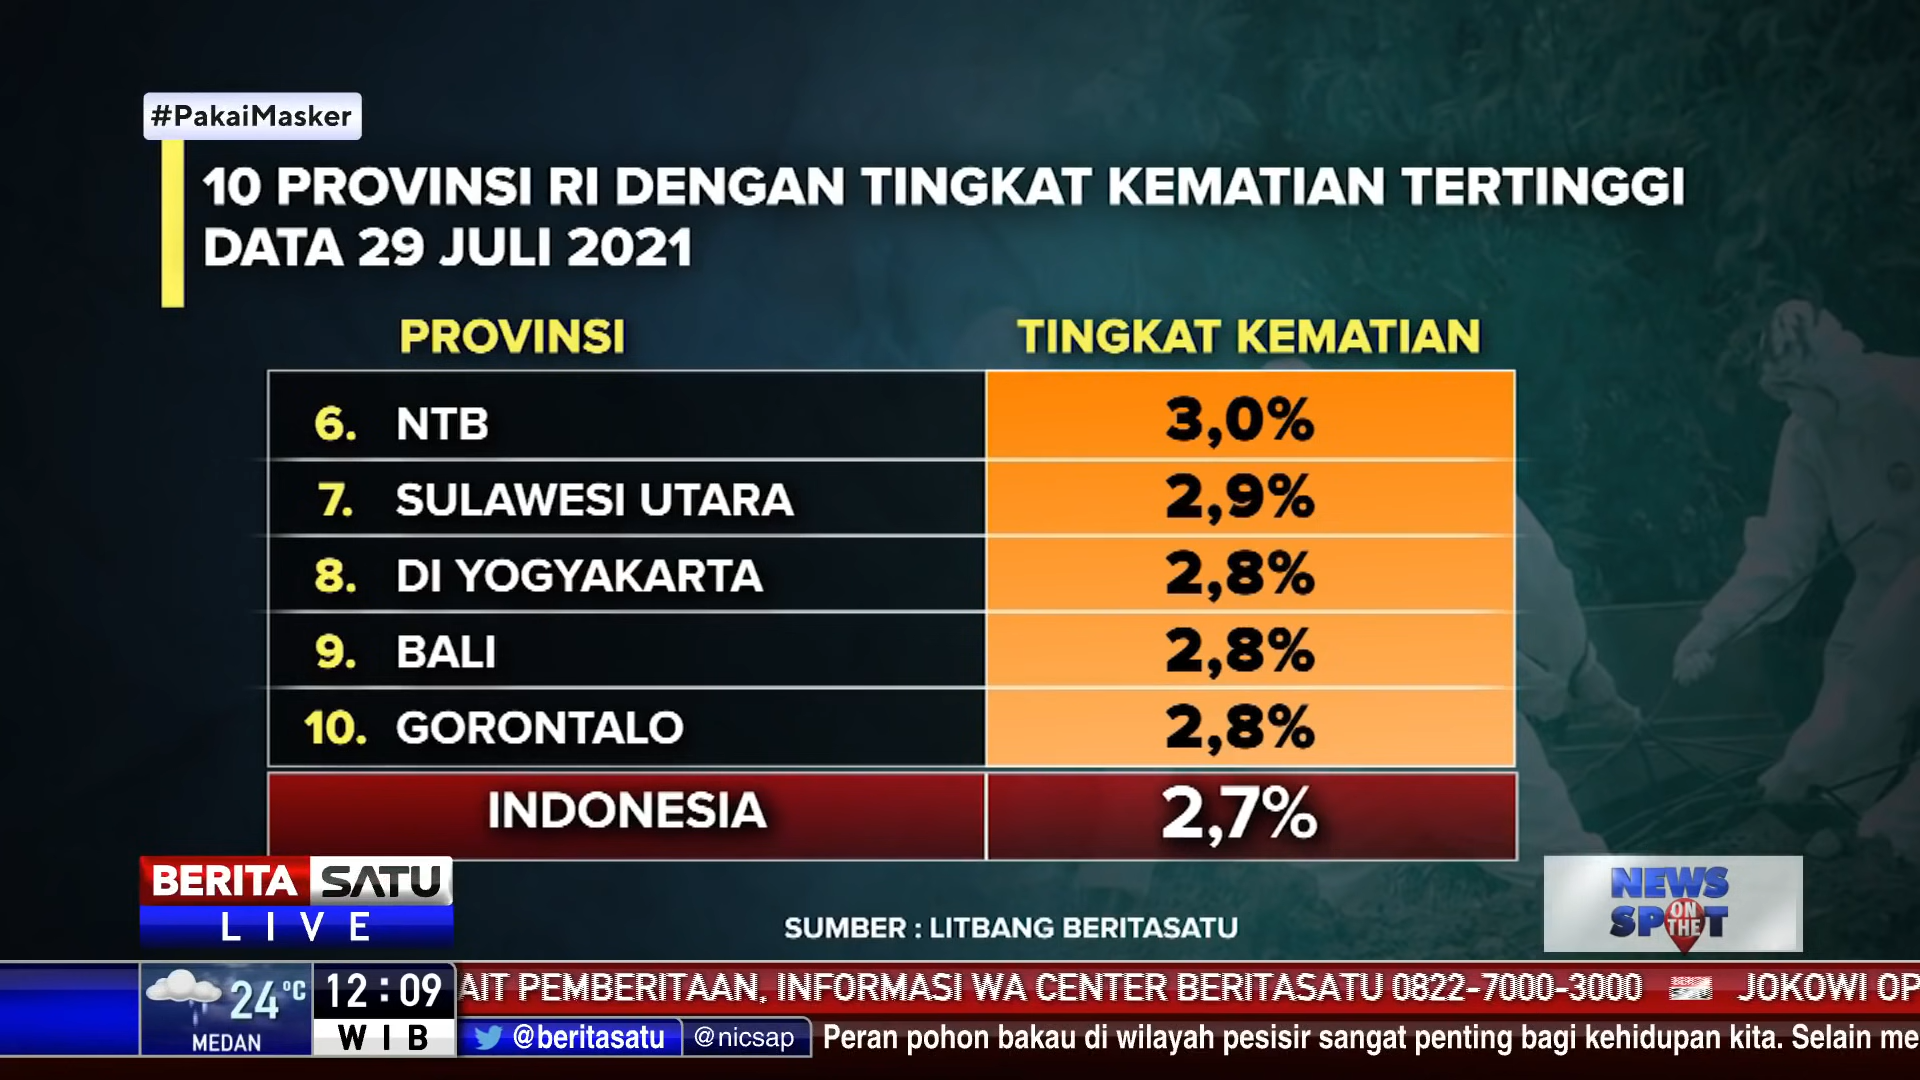 #PakaiMasker
10 PROVINSI RI DENGAN TINGKAT KEMATIAN TERTINGGI
DATA 29 JULI 2021
PROVINSI TINGKAT KEMATIAN
6. NTB 3,0%
7. SULAWESI UTARA 2,9%
8. DI YOGYAKARTA 2,8%
9. BALI 2,8%
10. GORONTALO 2,8%
INDONESIA 2,7%
BERITA SATU
LIVE
SUMBER : LITBANG BERITASATU
NEWS
ON THE
SPOT
24°C
MEDAN
12:09
WIB
AIT PEMBERITAAN, INFORMASI WA CENTER BERITASATU 0822-7000-3000 JOKOWI OP
@beritasatu @nicsap Peran pohon bakau di wilayah pesisir sangat penting bagi kehidupan kita. Selain me